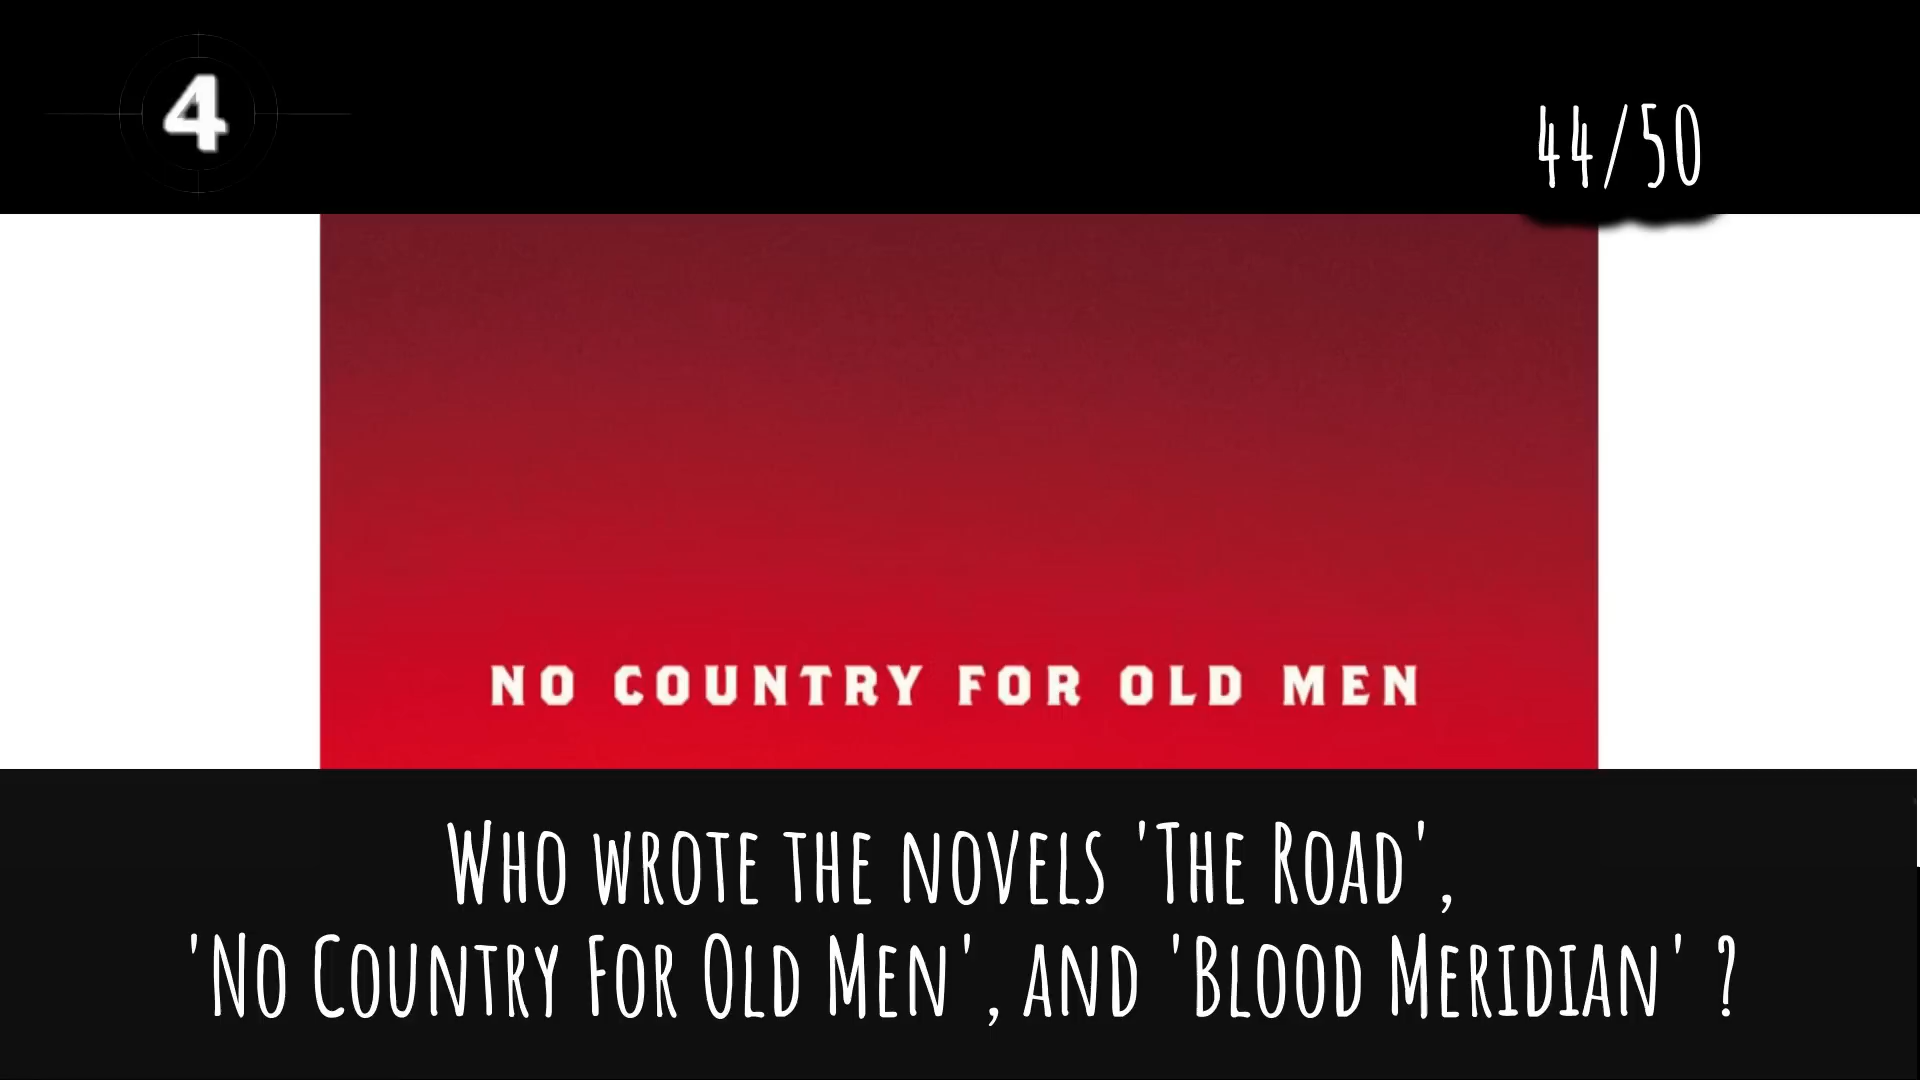 4
44/50
NO COUNTRY FOR OLD MEN
Who wrote the novels 'The Road',
'No Country For Old Men', and 'Blood Meridian' ?